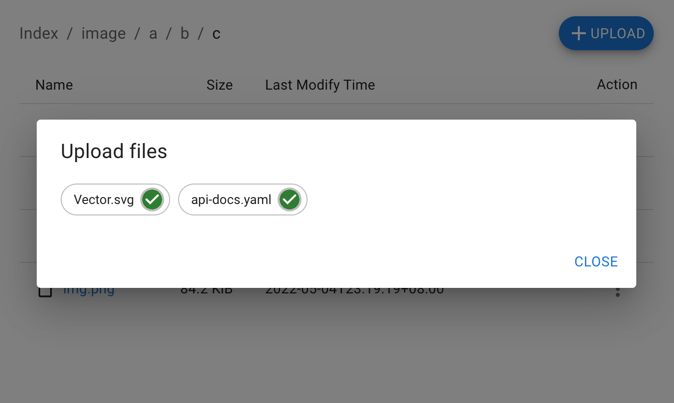 Index / image / a / b / c
+ UPLOAD
Name Size Last Modify Time Action
Upload files
Vector.svg api-docs.yaml
CLOSE
img.png 84.2 KiB 2022-05-04T23:19:19+08:00